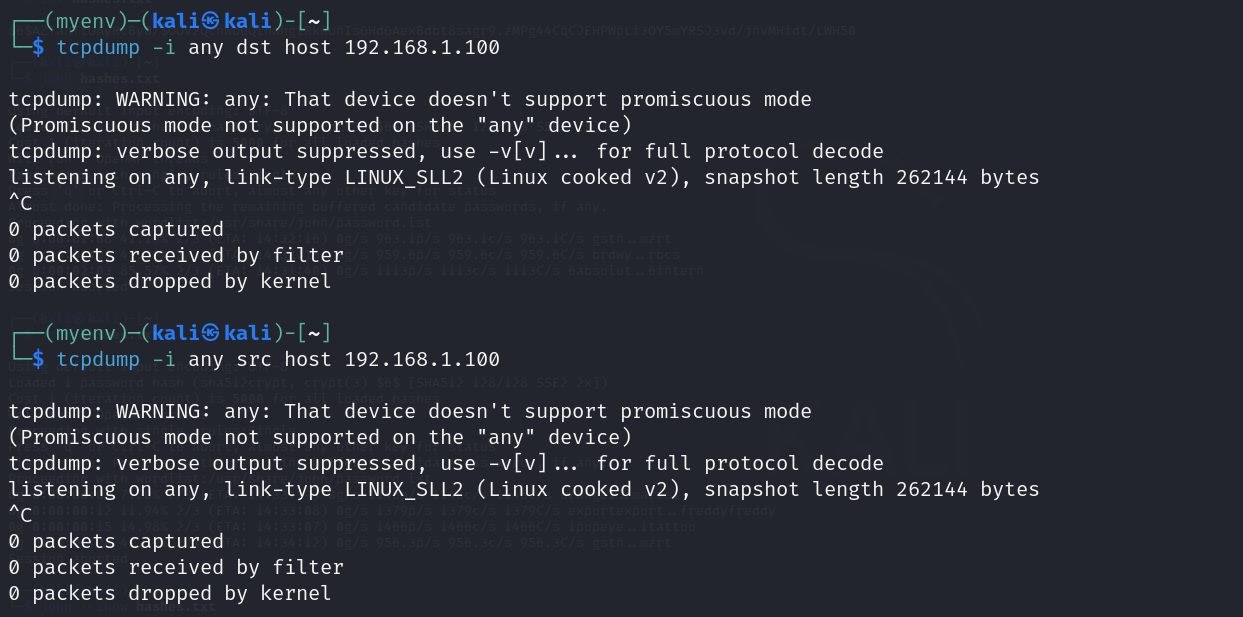 ┌──(myenv)─(kali㉿kali)-[~]
└─$ tcpdump -i any dst host 192.168.1.100
tcpdump: WARNING: any: That device doesn't support promiscuous mode
(Promiscuous mode not supported on the "any" device)
tcpdump: verbose output suppressed, use -v[v]... for full protocol decode
listening on any, link-type LINUX_SLL2 (Linux cooked v2), snapshot length 262144 bytes
^C
0 packets captured
0 packets received by filter
0 packets dropped by kernel
┌──(myenv)─(kali㉿kali)-[~]
└─$ tcpdump -i any src host 192.168.1.100
tcpdump: WARNING: any: That device doesn't support promiscuous mode
(Promiscuous mode not supported on the "any" device)
tcpdump: verbose output suppressed, use -v[v]... for full protocol decode
listening on any, link-type LINUX_SLL2 (Linux cooked v2), snapshot length 262144 bytes
^C
0 packets captured
0 packets received by filter
0 packets dropped by kernel